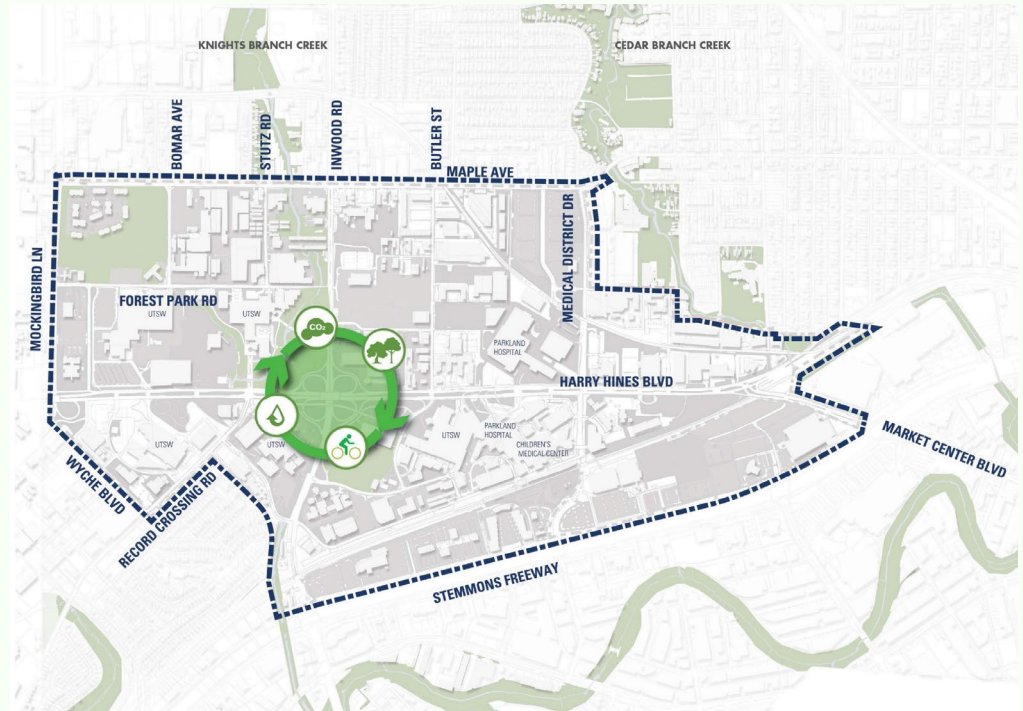 KNIGHTS BRANCH CREEK
CEDAR BRANCH CREEK
BOMAR AVE
STUTZ RD
INWOOD RD
BUTLER ST
MAPLE AVE
MEDICAL DISTRICT DR
MOCKINGBIRD LN
FOREST PARK RD
UTSW
UTSW
CO₂
PARKLAND
HOSPITAL
HARRY HINES BLVD
UTSW
UTSW
UTSW
PARKLAND
HOSPITAL
CHILDREN'S
MEDICAL CENTER
MARKET CENTER BLVD
WYCHE BLVD
RECORD CROSSING RD
STEMMONS FREEWAY